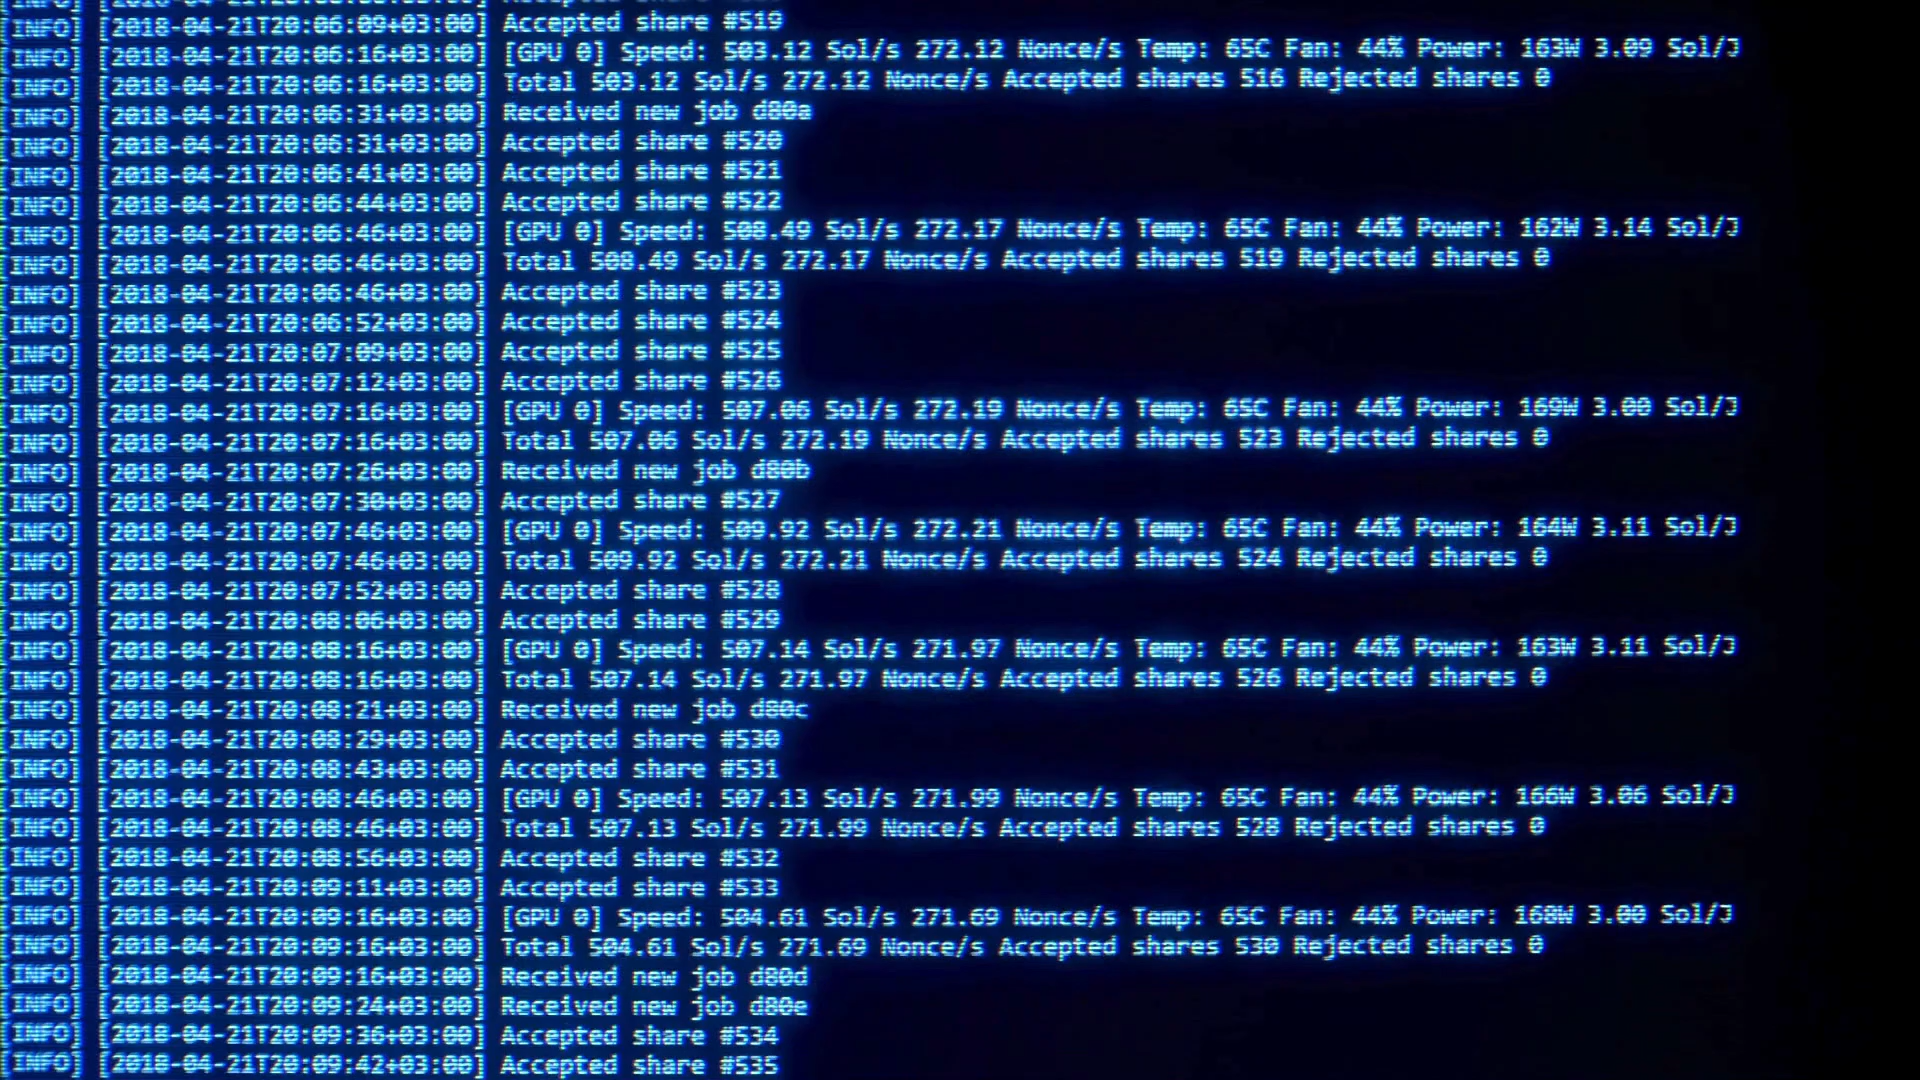 [INFO] [2018-04-21T20:06:09+03:00] Accepted share #519
[INFO] [2018-04-21T20:06:16+03:00] [GPU 0] Speed: 503.12 Sol/s 272.12 Nonce/s Temp: 65C Fan: 44% Power: 163W 3.09 Sol/J
[INFO] [2018-04-21T20:06:16+03:00] Total 503.12 Sol/s 272.12 Nonce/s Accepted shares 516 Rejected shares 0
[INFO] [2018-04-21T20:06:31+03:00] Received new job d80a
[INFO] [2018-04-21T20:06:31+03:00] Accepted share #520
[INFO] [2018-04-21T20:06:41+03:00] Accepted share #521
[INFO] [2018-04-21T20:06:44+03:00] Accepted share #522
[INFO] [2018-04-21T20:06:46+03:00] [GPU 0] Speed: 508.49 Sol/s 272.17 Nonce/s Temp: 65C Fan: 44% Power: 162W 3.14 Sol/J
[INFO] [2018-04-21T20:06:46+03:00] Total 508.49 Sol/s 272.17 Nonce/s Accepted shares 519 Rejected shares 0
[INFO] [2018-04-21T20:06:46+03:00] Accepted share #523
[INFO] [2018-04-21T20:06:52+03:00] Accepted share #524
[INFO] [2018-04-21T20:07:09+03:00] Accepted share #525
[INFO] [2018-04-21T20:07:12+03:00] Accepted share #526
[INFO] [2018-04-21T20:07:16+03:00] [GPU 0] Speed: 507.06 Sol/s 272.19 Nonce/s Temp: 65C Fan: 44% Power: 169W 3.00 Sol/J
[INFO] [2018-04-21T20:07:16+03:00] Total 507.06 Sol/s 272.19 Nonce/s Accepted shares 523 Rejected shares 0
[INFO] [2018-04-21T20:07:26+03:00] Received new job d80b
[INFO] [2018-04-21T20:07:30+03:00] Accepted share #527
[INFO] [2018-04-21T20:07:46+03:00] [GPU 0] Speed: 509.92 Sol/s 272.21 Nonce/s Temp: 65C Fan: 44% Power: 164W 3.11 Sol/J
[INFO] [2018-04-21T20:07:46+03:00] Total 509.92 Sol/s 272.21 Nonce/s Accepted shares 524 Rejected shares 0
[INFO] [2018-04-21T20:07:52+03:00] Accepted share #528
[INFO] [2018-04-21T20:08:06+03:00] Accepted share #529
[INFO] [2018-04-21T20:08:16+03:00] [GPU 0] Speed: 507.14 Sol/s 271.97 Nonce/s Temp: 65C Fan: 44% Power: 163W 3.11 Sol/J
[INFO] [2018-04-21T20:08:16+03:00] Total 507.14 Sol/s 271.97 Nonce/s Accepted shares 526 Rejected shares 0
[INFO] [2018-04-21T20:08:21+03:00] Received new job d80c
[INFO] [2018-04-21T20:08:29+03:00] Accepted share #530
[INFO] [2018-04-21T20:08:43+03:00] Accepted share #531
[INFO] [2018-04-21T20:08:46+03:00] [GPU 0] Speed: 507.13 Sol/s 271.99 Nonce/s Temp: 65C Fan: 44% Power: 166W 3.06 Sol/J
[INFO] [2018-04-21T20:08:46+03:00] Total 507.13 Sol/s 271.99 Nonce/s Accepted shares 528 Rejected shares 0
[INFO] [2018-04-21T20:08:56+03:00] Accepted share #532
[INFO] [2018-04-21T20:09:11+03:00] Accepted share #533
[INFO] [2018-04-21T20:09:16+03:00] [GPU 0] Speed: 504.61 Sol/s 271.69 Nonce/s Temp: 65C Fan: 44% Power: 168W 3.00 Sol/J
[INFO] [2018-04-21T20:09:16+03:00] Total 504.61 Sol/s 271.69 Nonce/s Accepted shares 530 Rejected shares 0
[INFO] [2018-04-21T20:09:16+03:00] Received new job d80d
[INFO] [2018-04-21T20:09:24+03:00] Received new job d80e
[INFO] [2018-04-21T20:09:36+03:00] Accepted share #534
[INFO] [2018-04-21T20:09:42+03:00] Accepted share #535